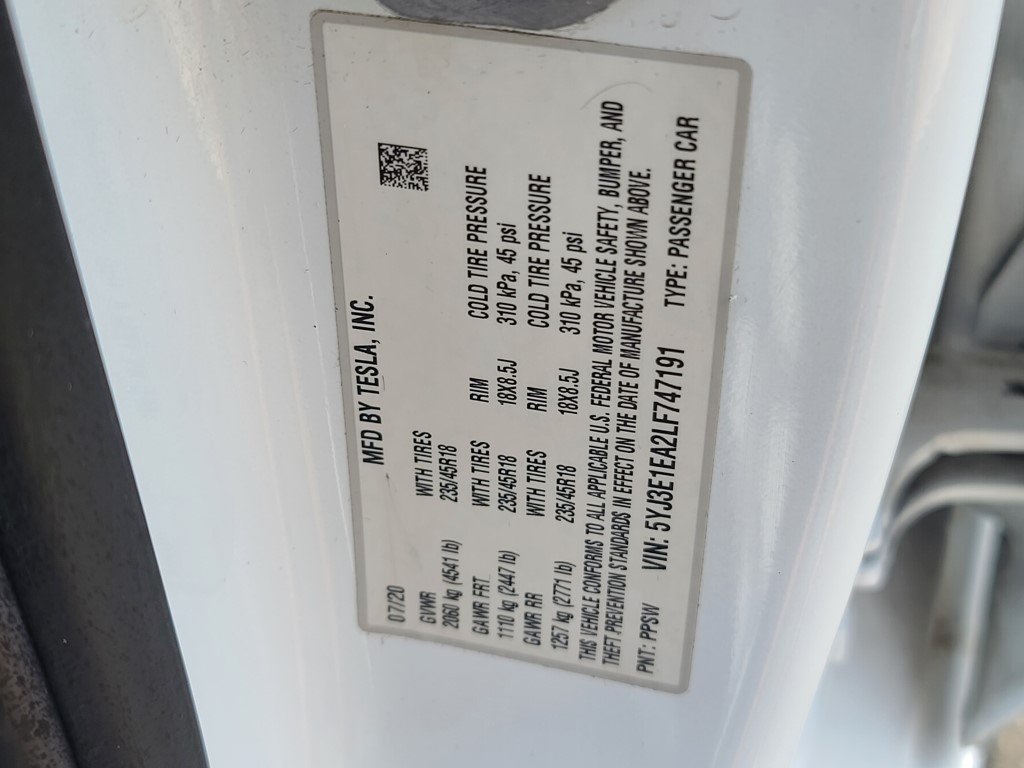 MFD BY TESLA, INC.
07/20
GVWR WITH TIRES
2060 kg (4541 lb) 235/45R18
GAWR FRT WITH TIRES RIM COLD TIRE PRESSURE
1110 kg (2447 lb) 235/45R18 18X8.5J 310 kPa, 45 psi
GAWR RR WITH TIRES RIM COLD TIRE PRESSURE
1257 kg (2771 lb) 235/45R18 18X8.5J 310 kPa, 45 psi
THIS VEHICLE CONFORMS TO ALL APPLICABLE U.S. FEDERAL MOTOR VEHICLE SAFETY, BUMPER, AND
THEFT PREVENTION STANDARDS IN EFFECT ON THE DATE OF MANUFACTURE SHOWN ABOVE.
PNT: PPSW VIN: 5YJ3E1EA2LF747191 TYPE: PASSENGER CAR